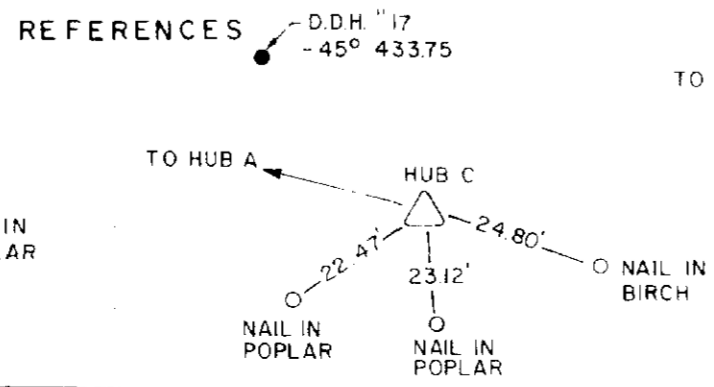 REFERENCES
D.D.H. "17
-45° 433.75
TO
TO HUB A
HUB C
IN
AR
22.47'
23.12'
24.80'
NAIL IN
POPLAR
NAIL IN
POPLAR
NAIL IN
BIRCH